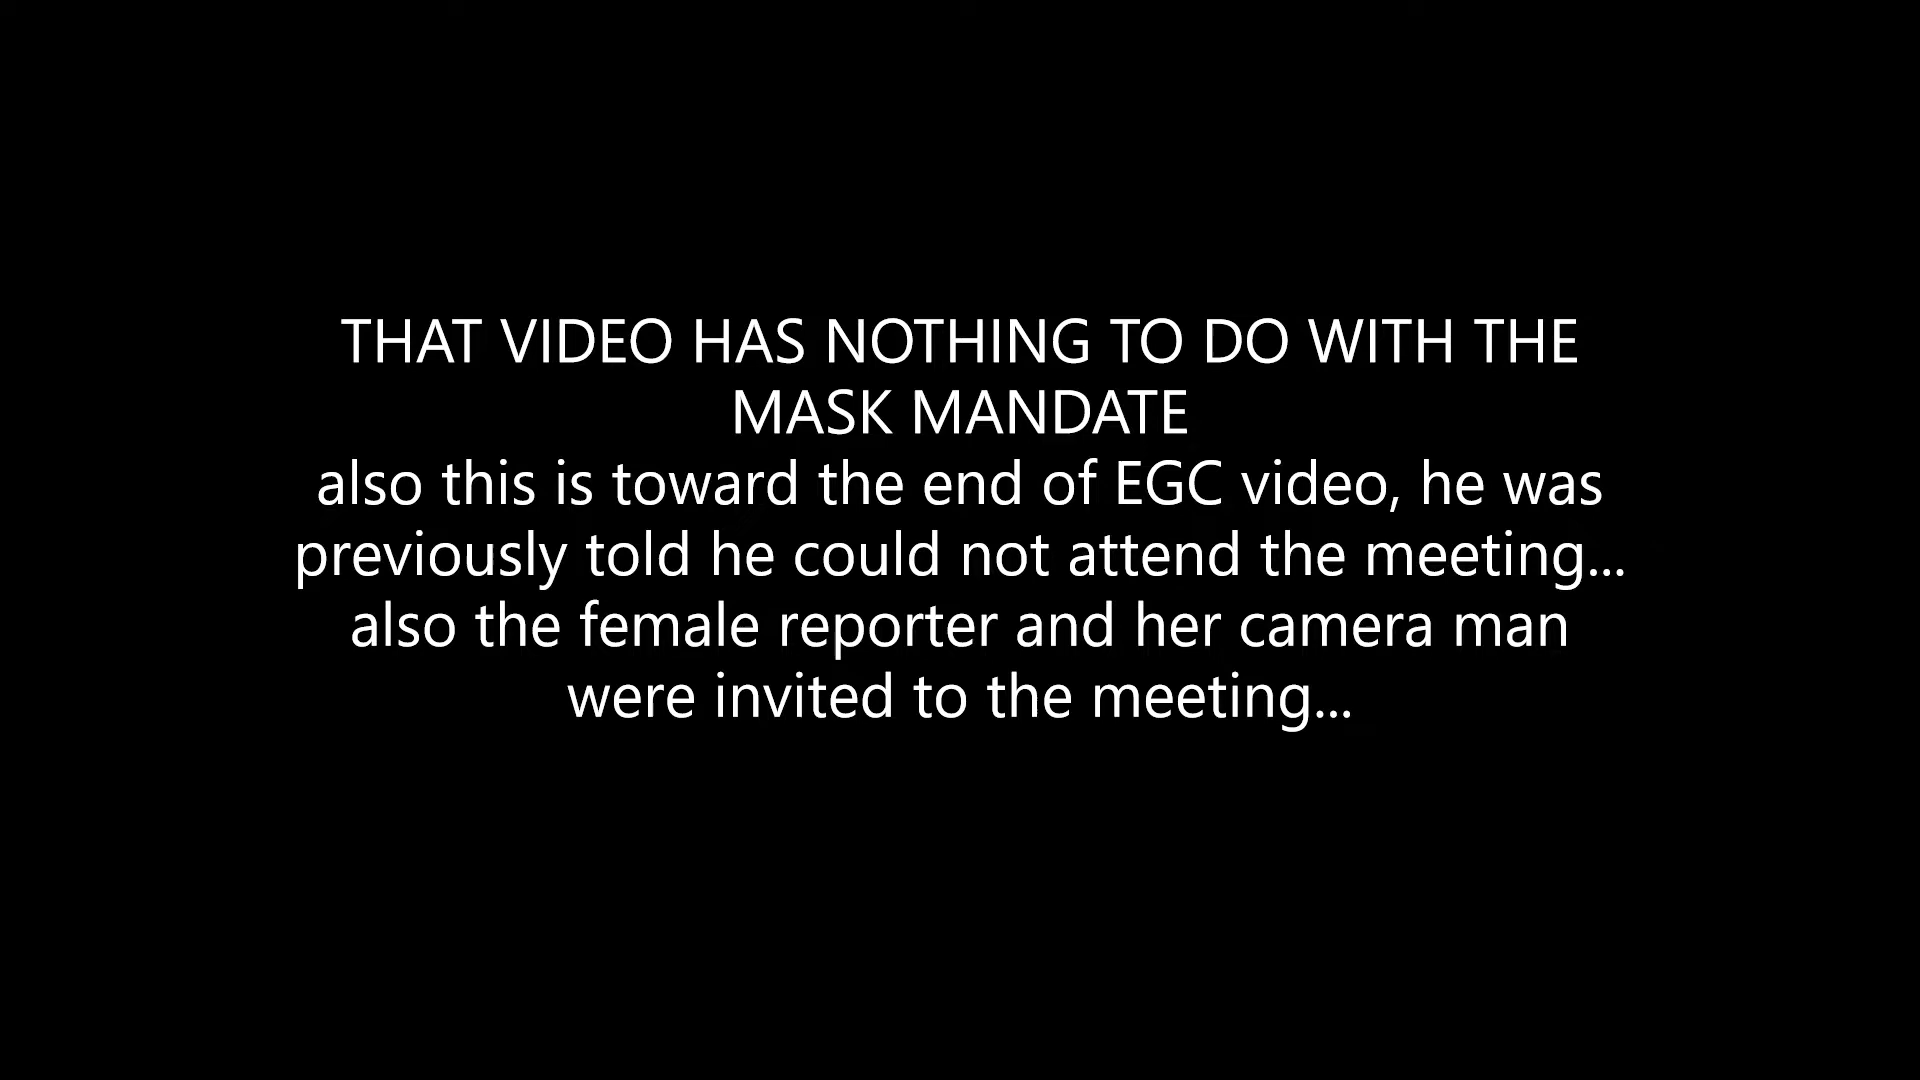 THAT VIDEO HAS NOTHING TO DO WITH THE
MASK MANDATE
also this is toward the end of EGC video, he was
previously told he could not attend the meeting...
also the female reporter and her camera man
were invited to the meeting...